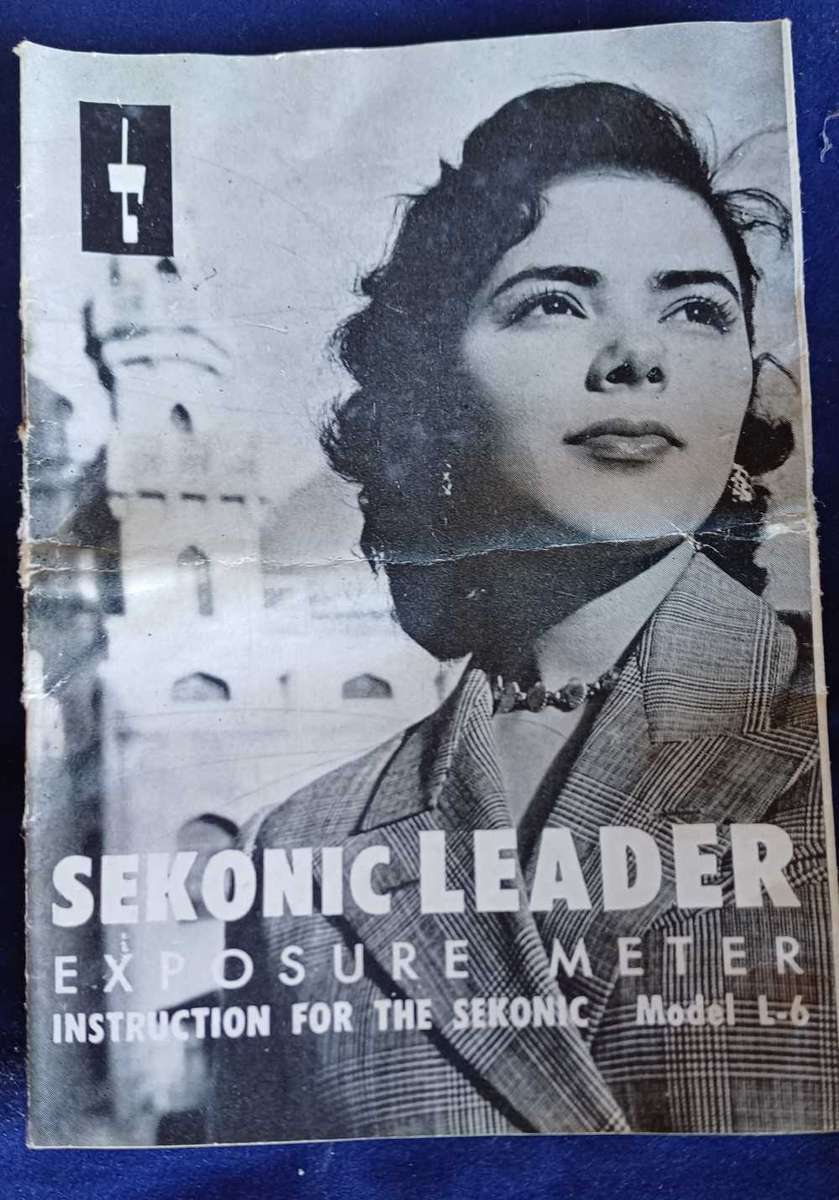 SEKONIC LEADER
EXPOSURE METER
INSTRUCTION FOR THE SEKONIC Model L-6